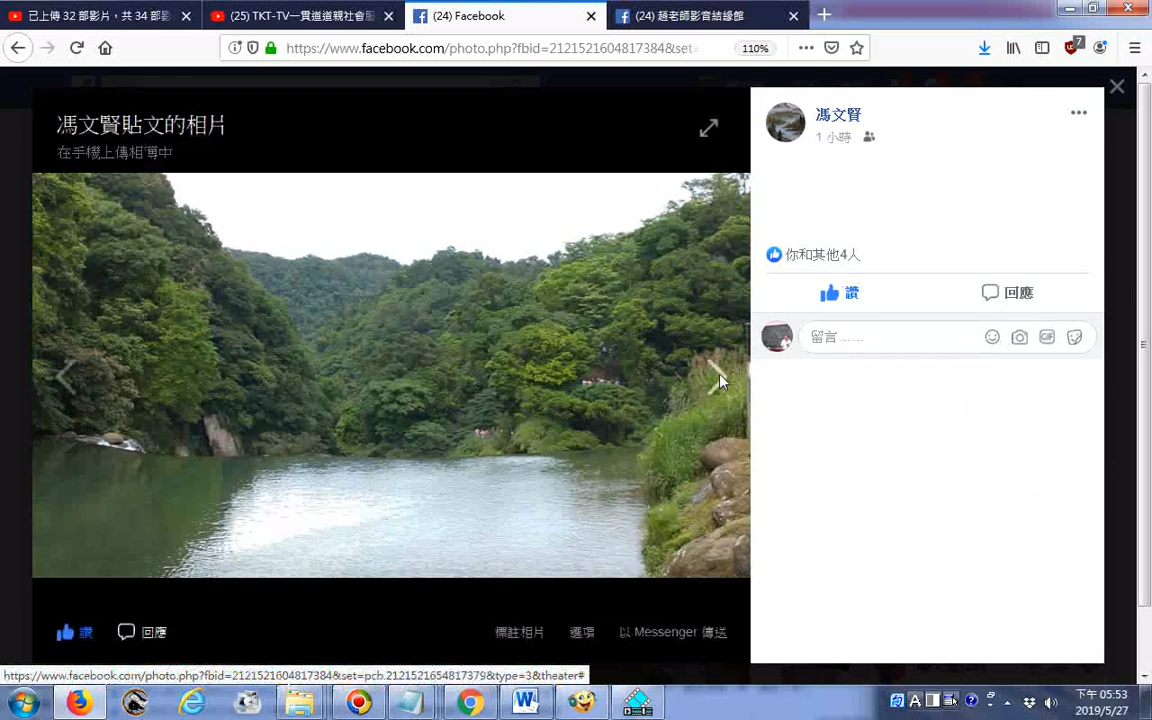 已上傳 32 部影片，共 34 部影
(25) TKT-TV一貫道道親社會服
(24) Facebook
(24) 趙老師影音結緣館
https://www.facebook.com/photo.php?fbid=2121521604817384&set=
110%
7
馮文賢貼文的相片
在手機上傳相簿中
馮文賢
1 小時
你和其他4人
讚
回應
留言……
GIF
讚
回應
標註相片
選項
以 Messenger 傳送
https://www.facebook.com/photo.php?fbid=2121521604817384&set=pcb.2121521654817379&type=3&theater#
下午 05:53
2019/5/27